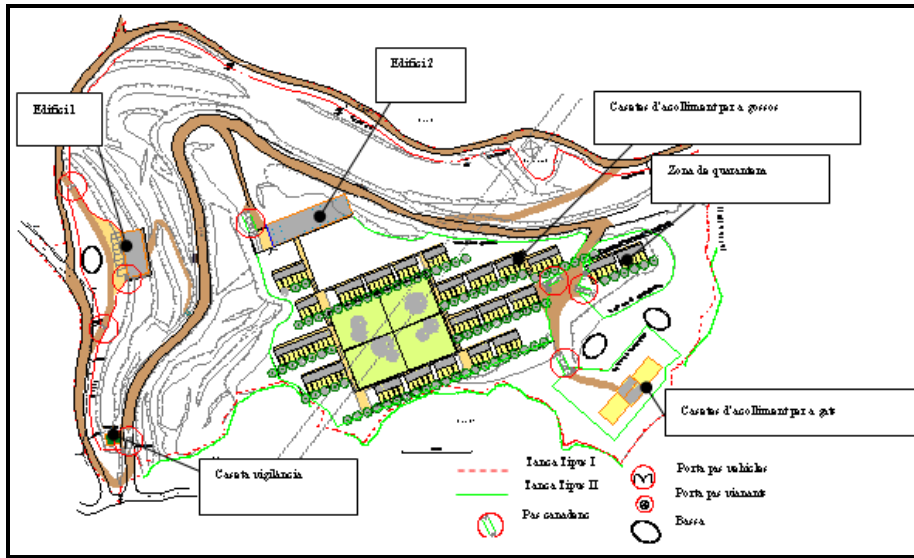 Edifici 2
Edifici 1
Casetes d'acolliment per a gossos
Zona de quarantena
Casetes d'acolliment per a gats
Caseta vigilància
Tanca Tipus I
Tanca Tipus II
Pas canadenc
Porta pas vehicles
Porta pas vianants
Bassa